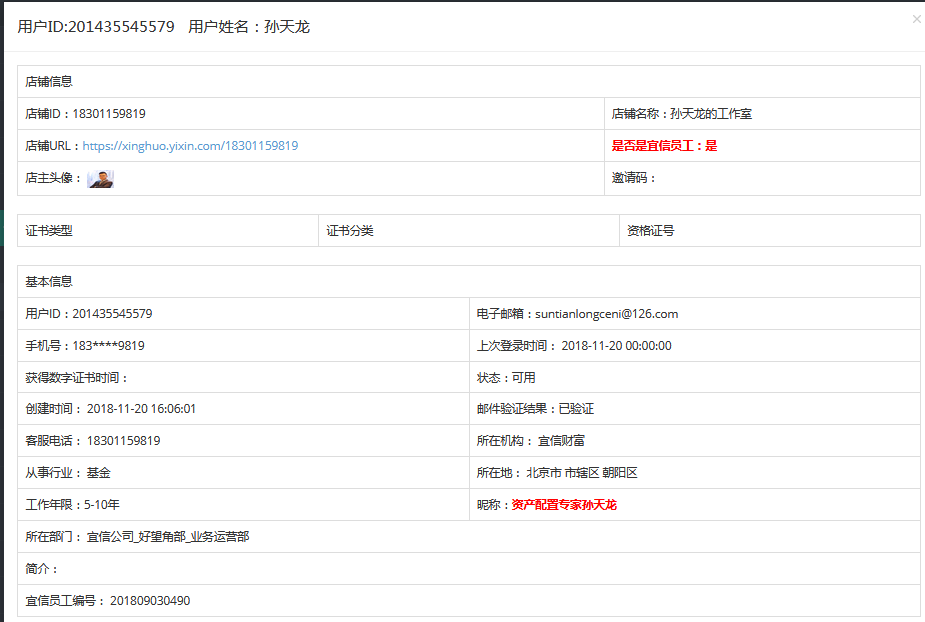 用户ID:201435545579 用户姓名：孙天龙
×
店铺信息
店铺ID：18301159819 店铺名称：孙天龙的工作室
店铺URL：https://xinghuo.yixin.com/18301159819 是否是宜信员工：是
店主头像： 邀请码：
证书类型 证书分类 资格证号
基本信息
用户ID：201435545579 电子邮箱：suntianlongceni@126.com
手机号：183****9819 上次登录时间： 2018-11-20 00:00:00
获得数字证书时间： 状态：可用
创建时间： 2018-11-20 16:06:01 邮件验证结果：已验证
客服电话： 18301159819 所在机构： 宜信财富
从事行业： 基金 所在地： 北京市 市辖区 朝阳区
工作年限：5-10年 昵称：资产配置专家孙天龙
所在部门： 宜信公司_好望角部_业务运营部
简介：
宜信员工编号： 201809030490